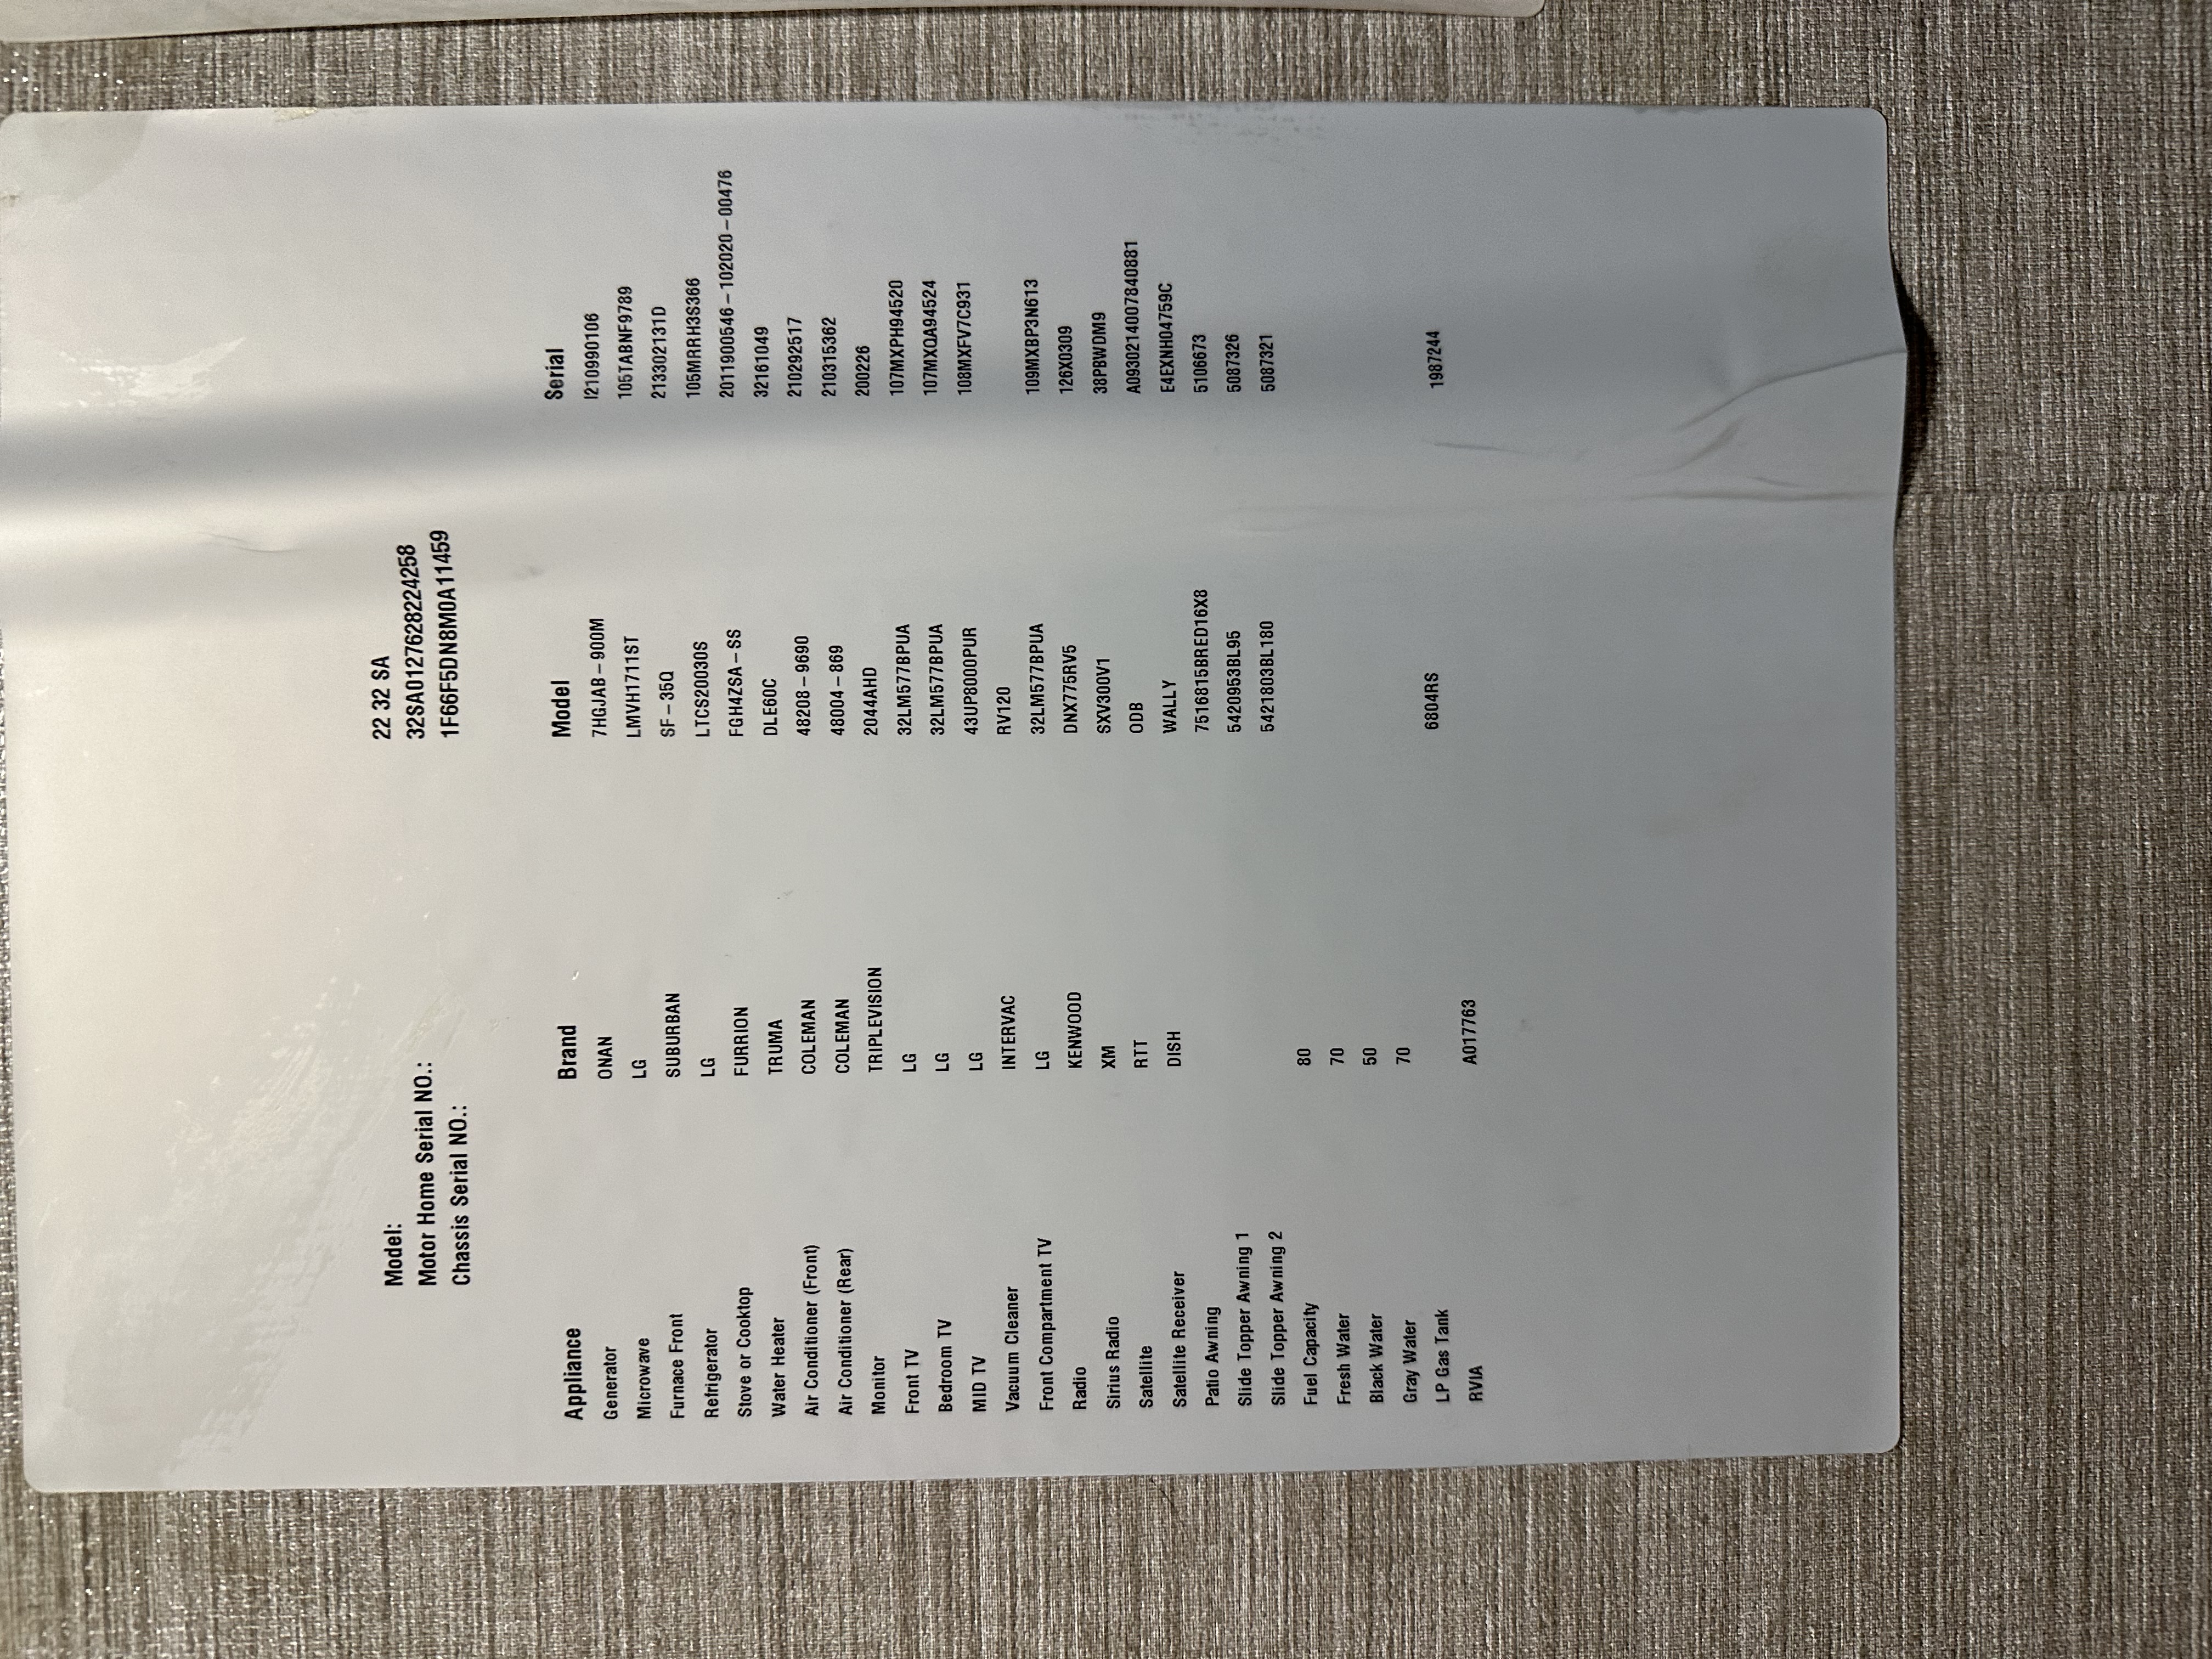 Model: 22 32 SA
Motor Home Serial NO.: 32SA0127628224258
Chassis Serial NO.: 1F66F5DN8M0A11459
Appliance Brand Model Serial
Generator ONAN 7HGJAB – 900M I210990106
Microwave LG LMVH1711ST 105TABNF9789
Furnace Front SUBURBAN SF – 35Q 213302131D
Refrigerator LG LTCS20030S 105MRRH3S366
Stove or Cooktop FURRION FGH4ZSA – SS 2011900546 – 102020 – 00476
Water Heater TRUMA DLE60C 32161049
Air Conditioner (Front) COLEMAN 48208 – 9690 210292517
Air Conditioner (Rear) COLEMAN 48004 – 869 210315362
Monitor TRIPLEVISION 2044AHD 200226
Front TV LG 32LM577BPUA 107MXPH94520
Bedroom TV LG 32LM577BPUA 107MXQA94524
MID TV LG 43UP8000PUR 108MXFV7C931
Vacuum Cleaner INTERVAC RV120
Front Compartment TV LG 32LM577BPUA 109MXBP3N613
Radio KENWOOD DNX775RV5 126X0309
Sirius Radio XM SXV300V1 38PBWDM9
Satellite RTT ODB A0930214007840881
Satellite Receiver DISH WALLY E4EXNH04759C
Patio Awning 7516815BRED16X8 5106673
Slide Topper Awning 1 5420953BL95 5087326
Slide Topper Awning 2 5421803BL180 5087321
Fuel Capacity 80
Fresh Water 70
Black Water 50
Gray Water 70
LP Gas Tank 6804RS 1987244
RVIA A017763